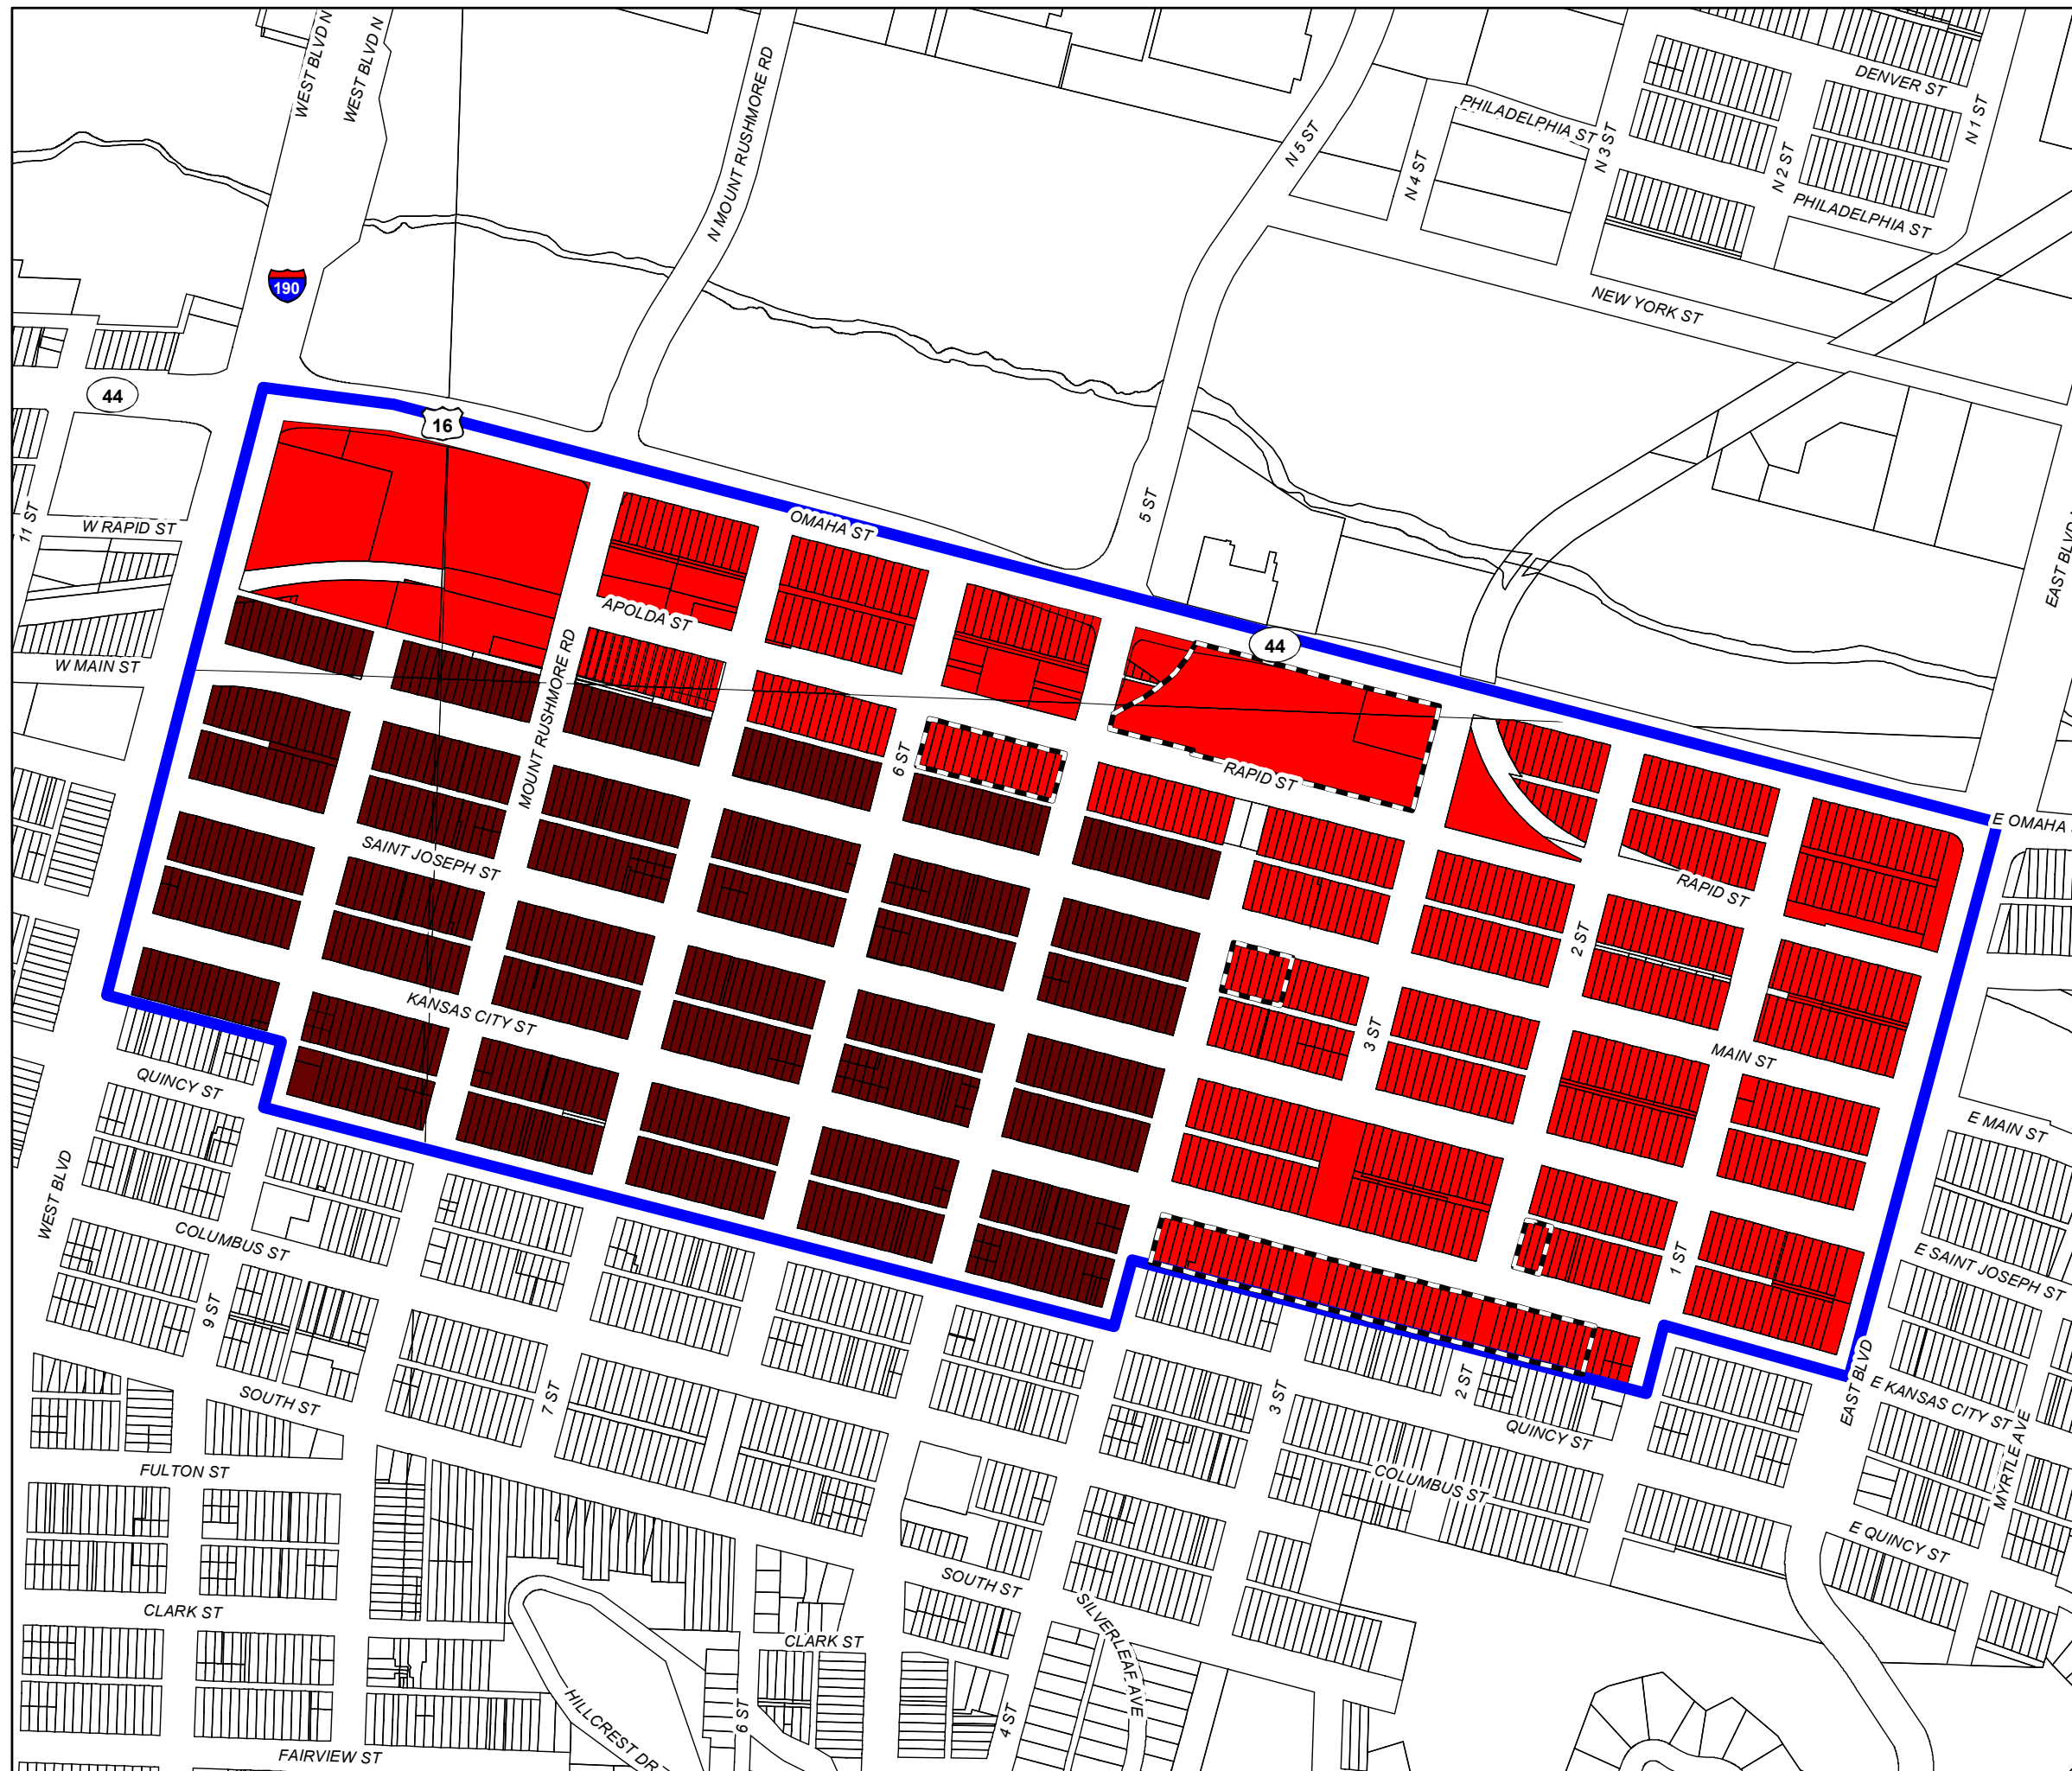 WEST BLVD N
WEST BLVD N
N MOUNT RUSHMORE RD
DENVER ST
PHILADELPHIA ST
N 5 ST
N 4 ST
N 3 ST
N 2 ST
N 1 ST
PHILADELPHIA ST
190
NEW YORK ST
44
16
11 ST
W RAPID ST
OMAHA ST
5 ST
EAST BLVD N
APOLDA ST
44
W MAIN ST
MOUNT RUSHMORE RD
6 ST
RAPID ST
E OMAHA
SAINT JOSEPH ST
RAPID ST
2 ST
KANSAS CITY ST
3 ST
MAIN ST
QUINCY ST
E MAIN ST
WEST BLVD
COLUMBUS ST
1 ST
E SAINT JOSEPH ST
9 ST
SOUTH ST
7 ST
3 ST
2 ST
EAST BLVD
E KANSAS CITY ST
QUINCY ST
MYRTLE AVE
FULTON ST
COLUMBUS ST
E QUINCY ST
SOUTH ST
CLARK ST
CLARK ST
SILVERLEAF AVE
HILLCREST DR
6 ST
4 ST
FAIRVIEW ST